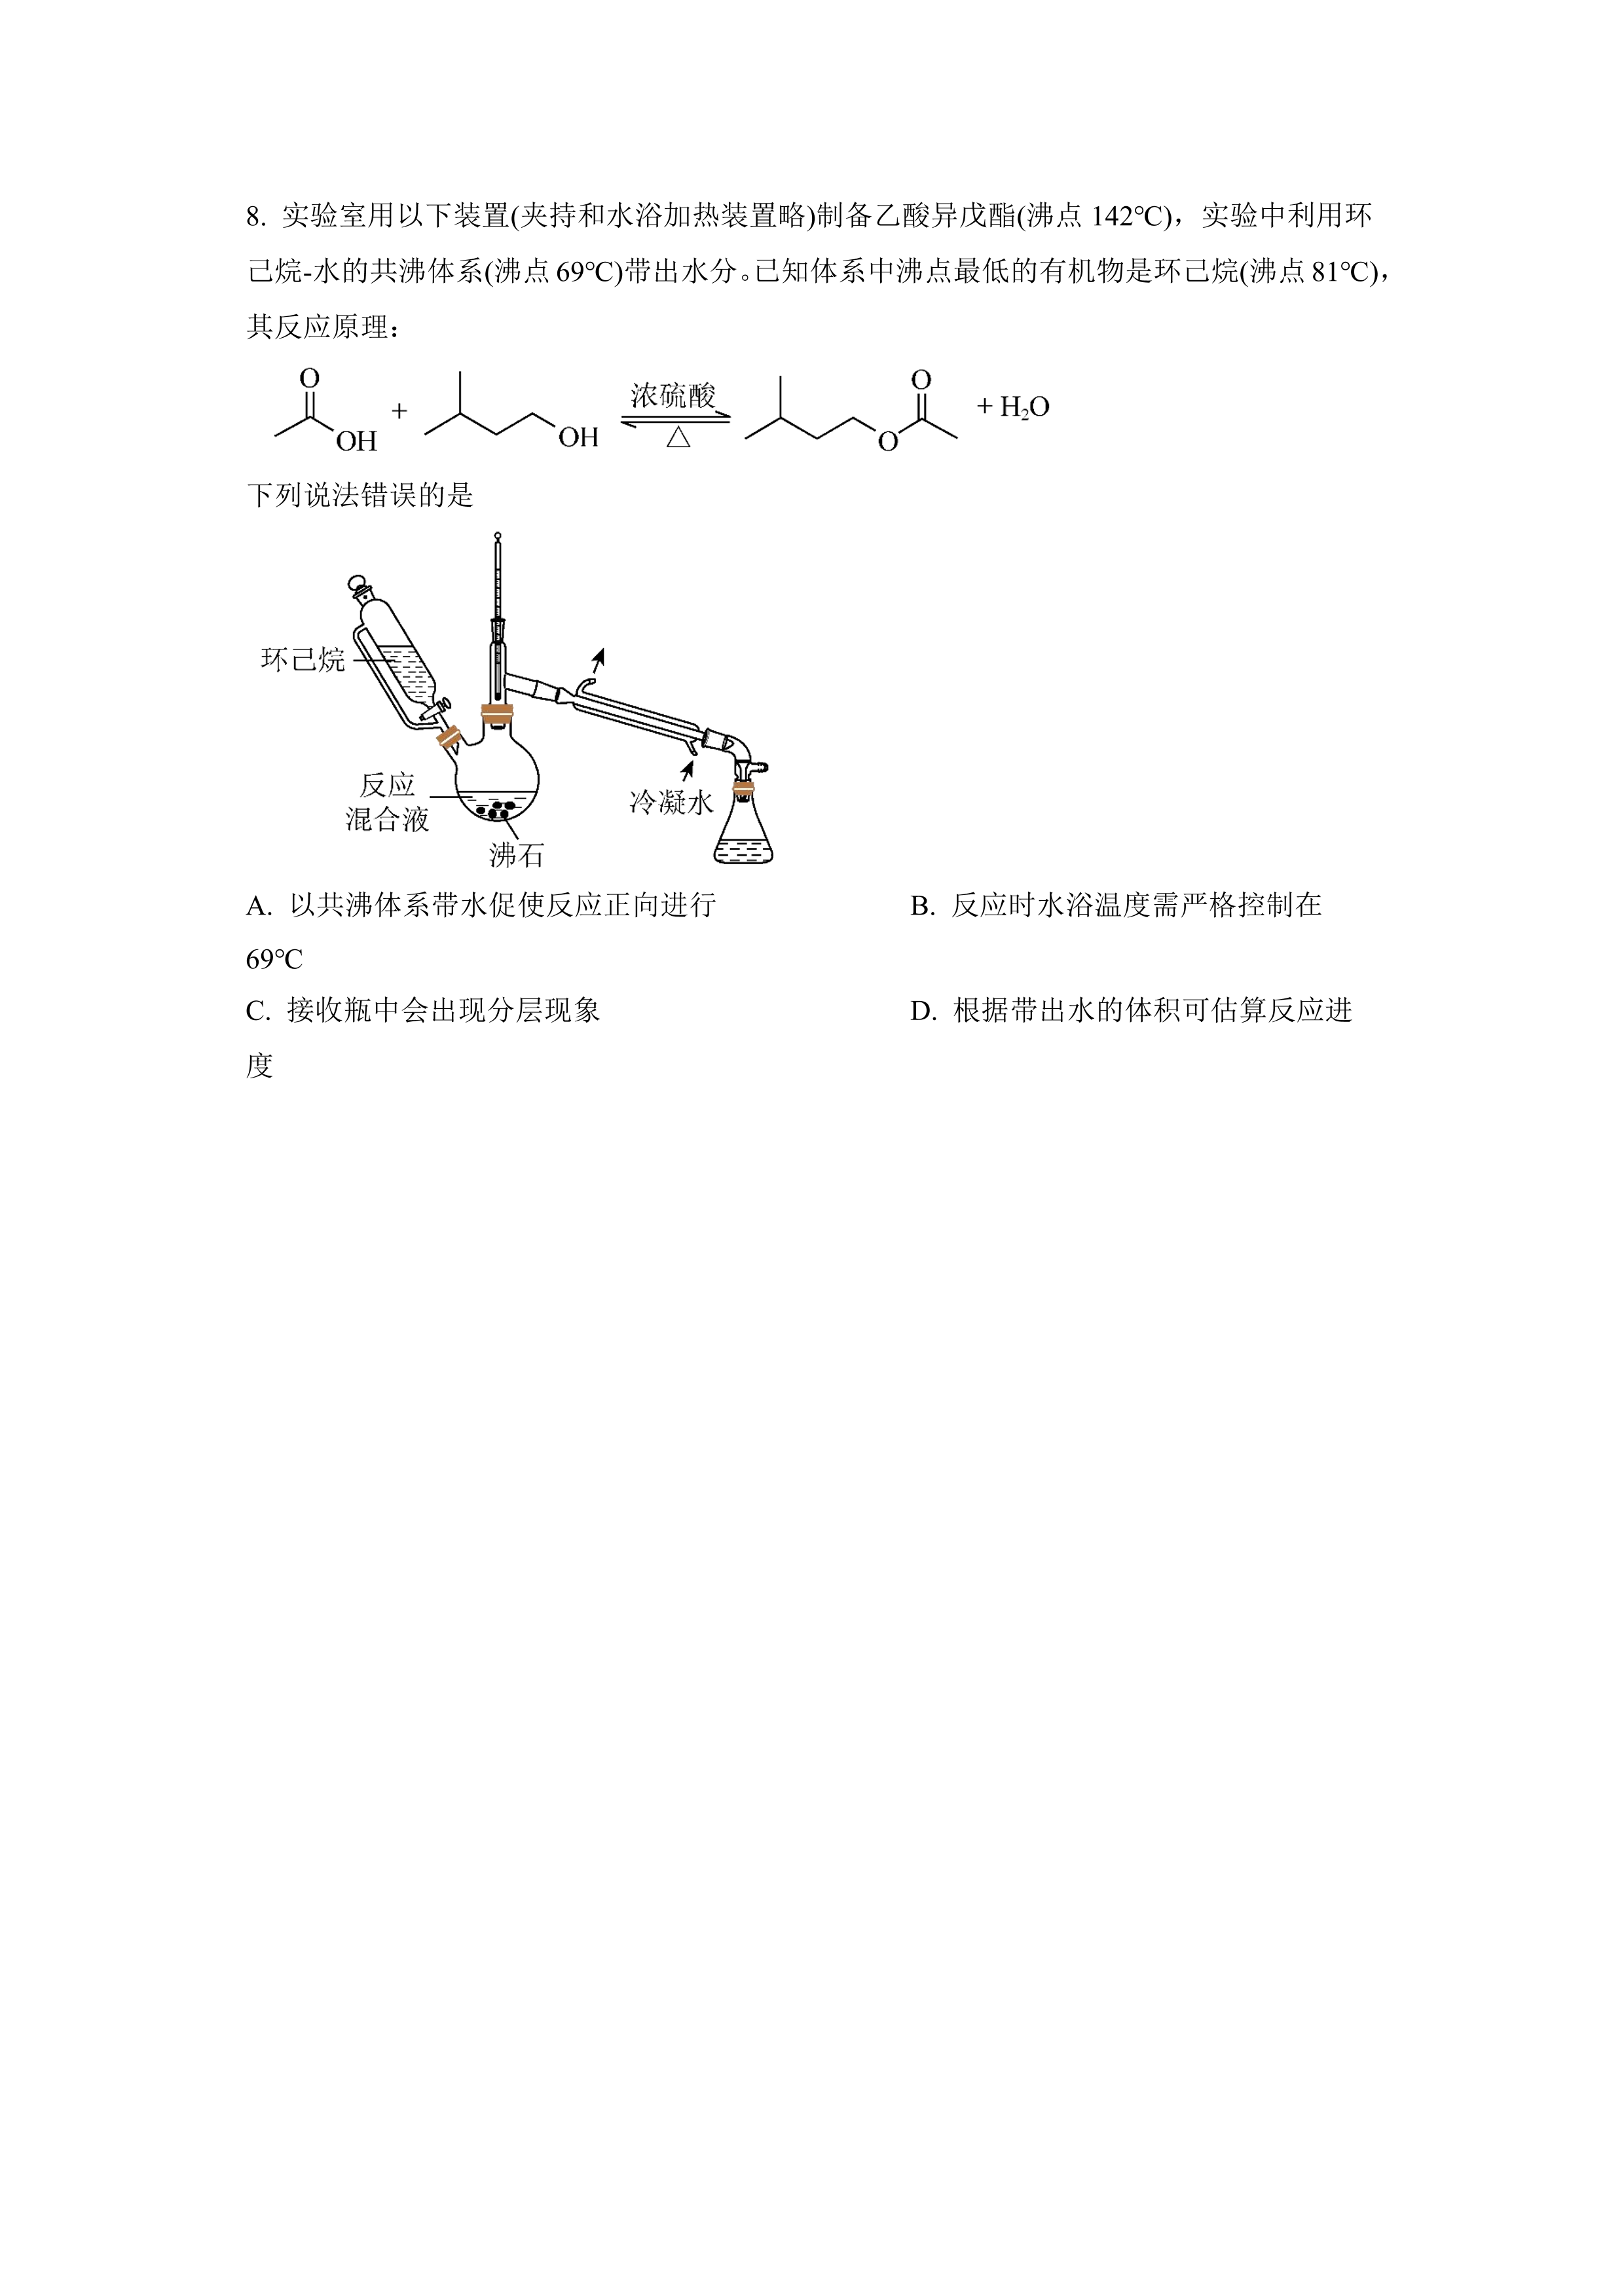 8. 实验室用以下装置(夹持和水浴加热装置略)制备乙酸异戊酯(沸点 142℃)，实验中利用环
己烷-水的共沸体系(沸点 69℃)带出水分。已知体系中沸点最低的有机物是环己烷(沸点 81℃)，
其反应原理：
O
OH
+
OH
浓硫酸
△
O
O
+ H₂O
下列说法错误的是
环己烷
反应
混合液
沸石
冷凝水
A. 以共沸体系带水促使反应正向进行 B. 反应时水浴温度需严格控制在
69℃
C. 接收瓶中会出现分层现象 D. 根据带出水的体积可估算反应进
度